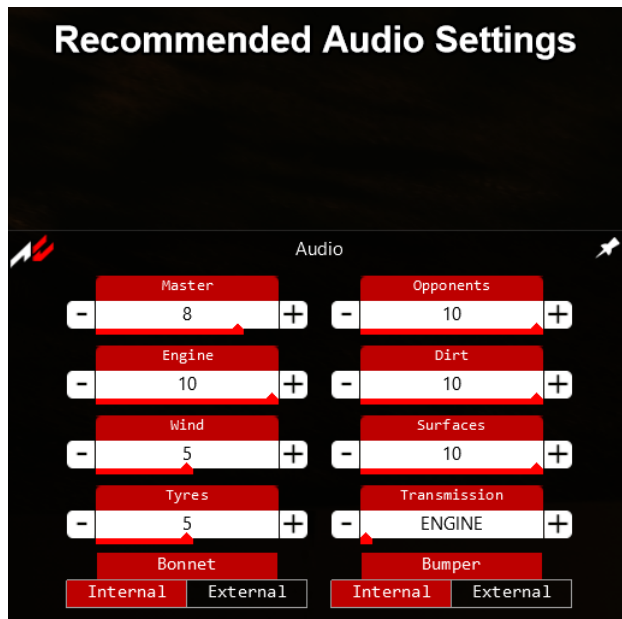 Recommended Audio Settings
Audio
Master Opponents
- 8 + - 10 +
Engine Dirt
- 10 + - 10 +
Wind Surfaces
- 5 + - 10 +
Tyres Transmission
- 5 + - ENGINE +
Bonnet Bumper
Internal External Internal External